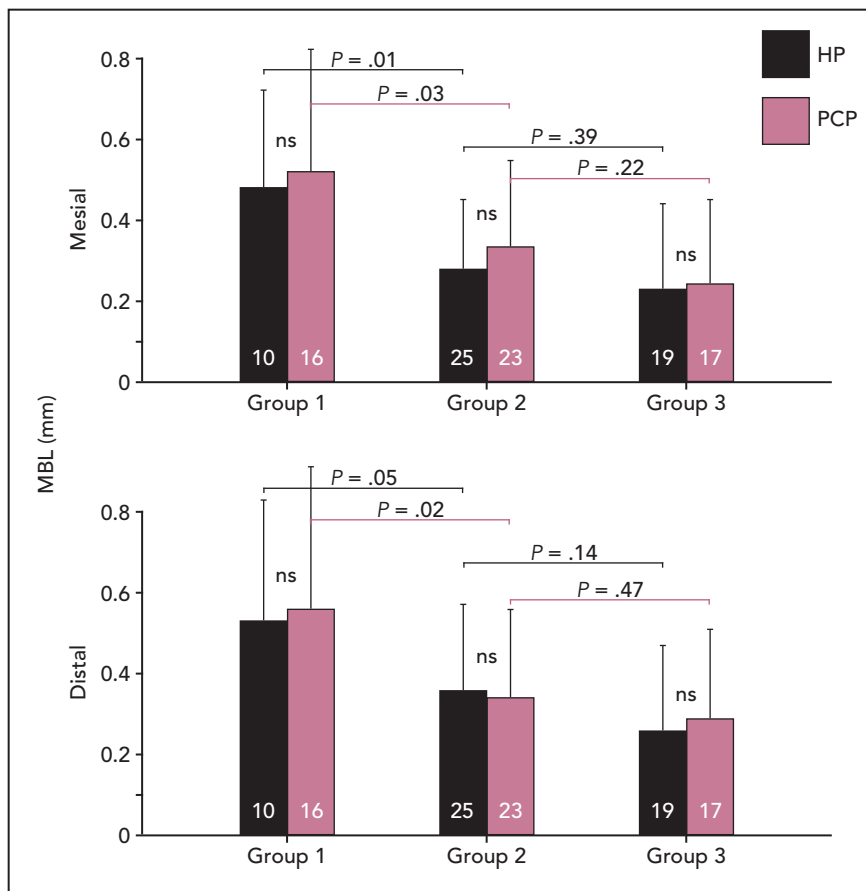 HP
PCP
MBL (mm)
Mesial
0.8
0.6
0.4
0.2
0
P = .01
P = .03
P = .39
P = .22
ns
ns
ns
10
16
25
23
19
17
Group 1
Group 2
Group 3
Distal
0.8
0.6
0.4
0.2
0
P = .05
P = .02
P = .14
P = .47
ns
ns
ns
10
16
25
23
19
17
Group 1
Group 2
Group 3